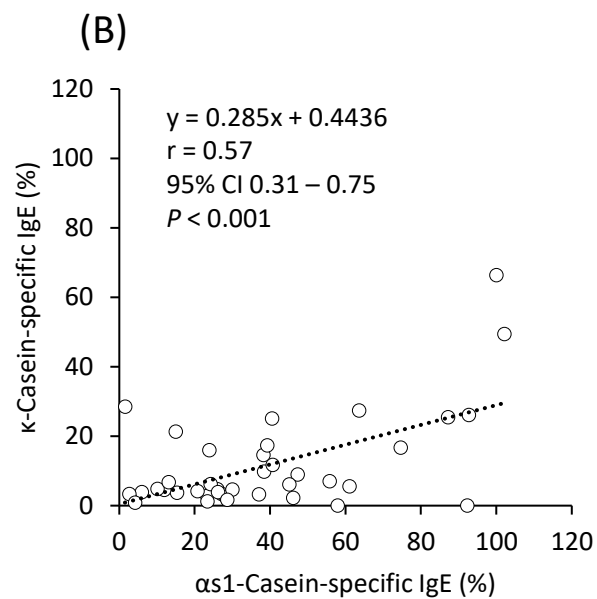 (B)
y = 0.285x + 0.4436
r = 0.57
95% CI 0.31 – 0.75
P < 0.001
κ-Casein-specific IgE (%)
120
100
80
60
40
20
0
0 20 40 60 80 100 120
αs1-Casein-specific IgE (%)